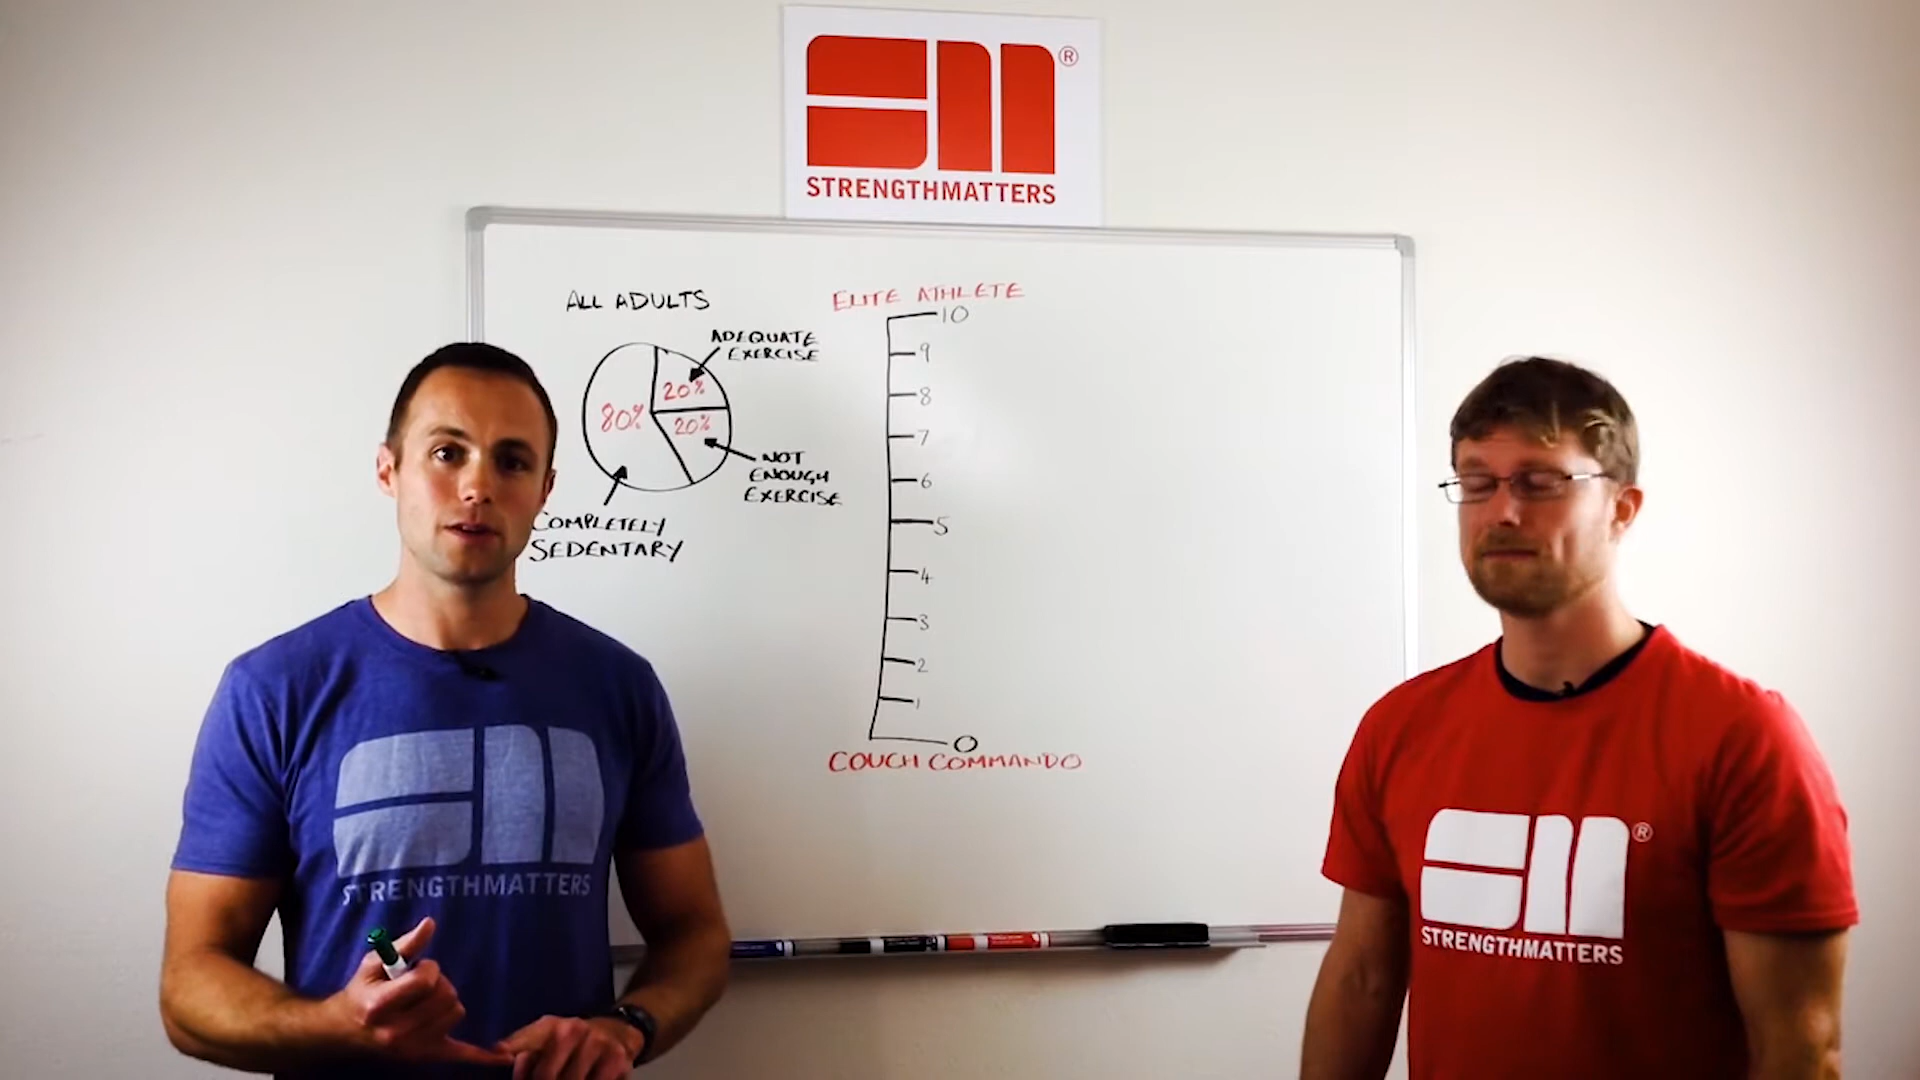 ®
STRENGTHMATTERS
ALL ADULTS
ADEQUATE
EXERCISE
20%
80%
20%
NOT
ENOUGH
EXERCISE
COMPLETELY
SEDENTARY
ELITE ATHLETE
10
9
8
7
6
5
4
3
2
1
0
COUCH COMMANDO
STRENGTHMATTERS
®
STRENGTHMATTERS